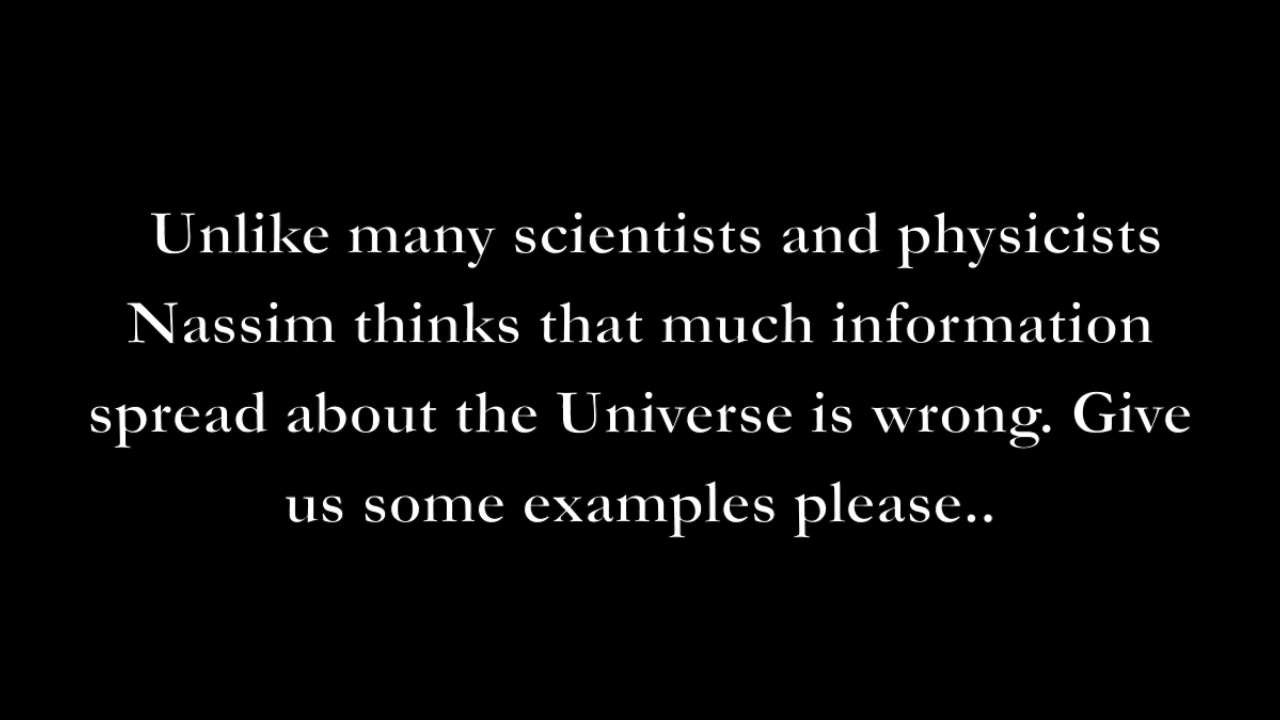 Unlike many scientists and physicists
Nassim thinks that much information
spread about the Universe is wrong. Give
us some examples please..